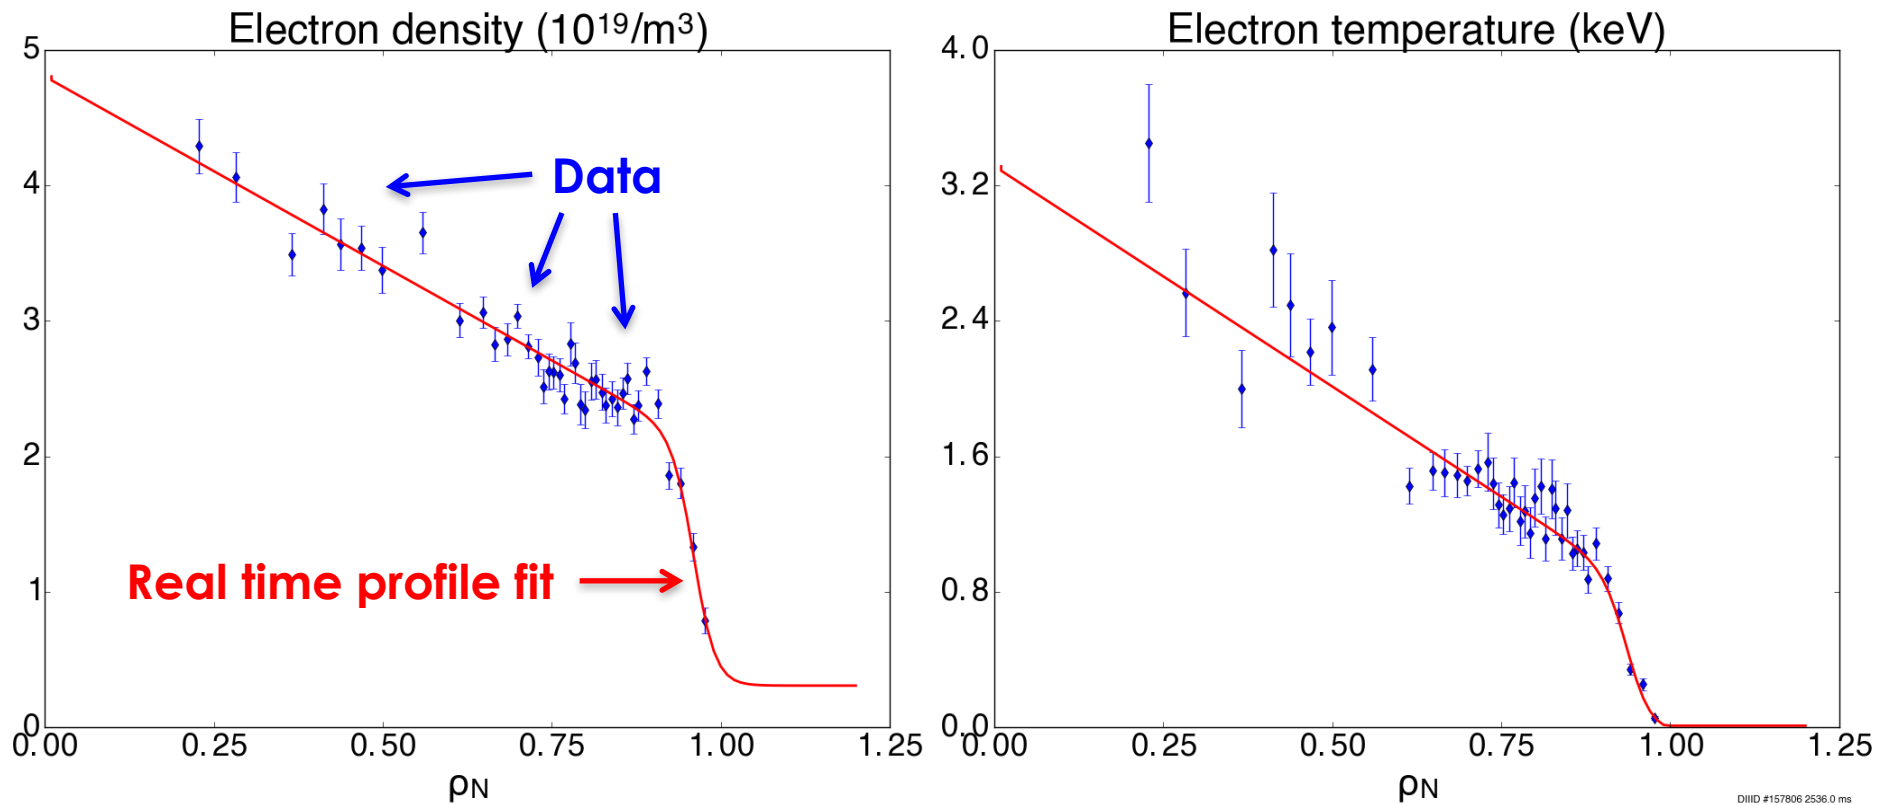 Electron density (10¹⁹/m³)
5
4
3
2
1
0
0.00 0.25 0.50 0.75 1.00 1.25
ρN
Data
Real time profile fit
Electron temperature (keV)
4.0
3.2
2.4
1.6
0.8
0.0
0.00 0.25 0.50 0.75 1.00 1.25
ρN
DIIID #157806 2536.0 ms